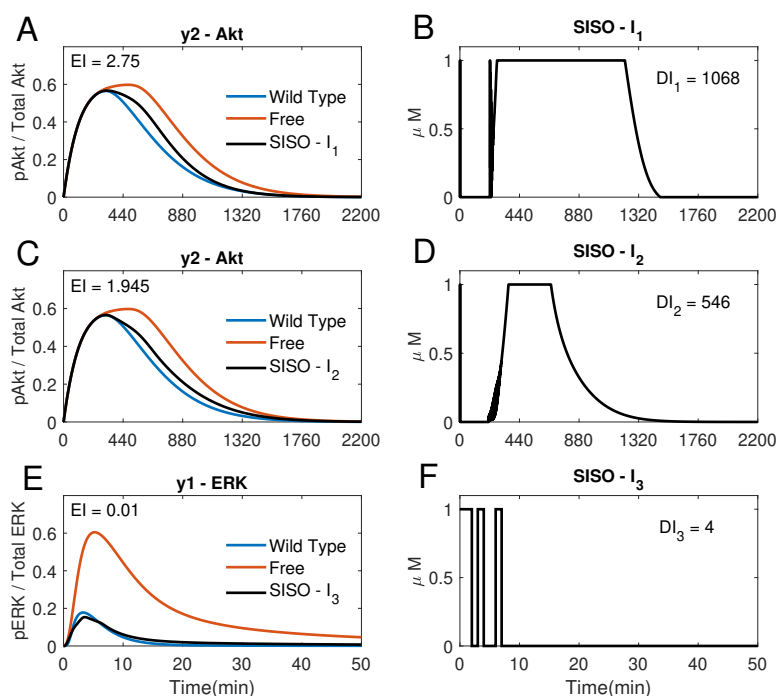 A
y2 - Akt
EI = 2.75
Wild Type
Free
SISO - I1
pAkt / Total Akt
0.6
0.4
0.2
0
0 440 880 1320 1760 2200
B
SISO - I1
DI1 = 1068
μ M
1
0.5
0
0 440 880 1320 1760 2200
C
y2 - Akt
EI = 1.945
Wild Type
Free
SISO - I2
pAkt / Total Akt
0.6
0.4
0.2
0
0 440 880 1320 1760 2200
D
SISO - I2
DI2 = 546
μ M
1
0.5
0
0 440 880 1320 1760 2200
E
y1 - ERK
EI = 0.01
Wild Type
Free
SISO - I3
pERK / Total ERK
0.6
0.4
0.2
0
0 10 20 30 40 50
Time(min)
F
SISO - I3
DI3 = 4
μ M
1
0.5
0
0 10 20 30 40 50
Time(min)